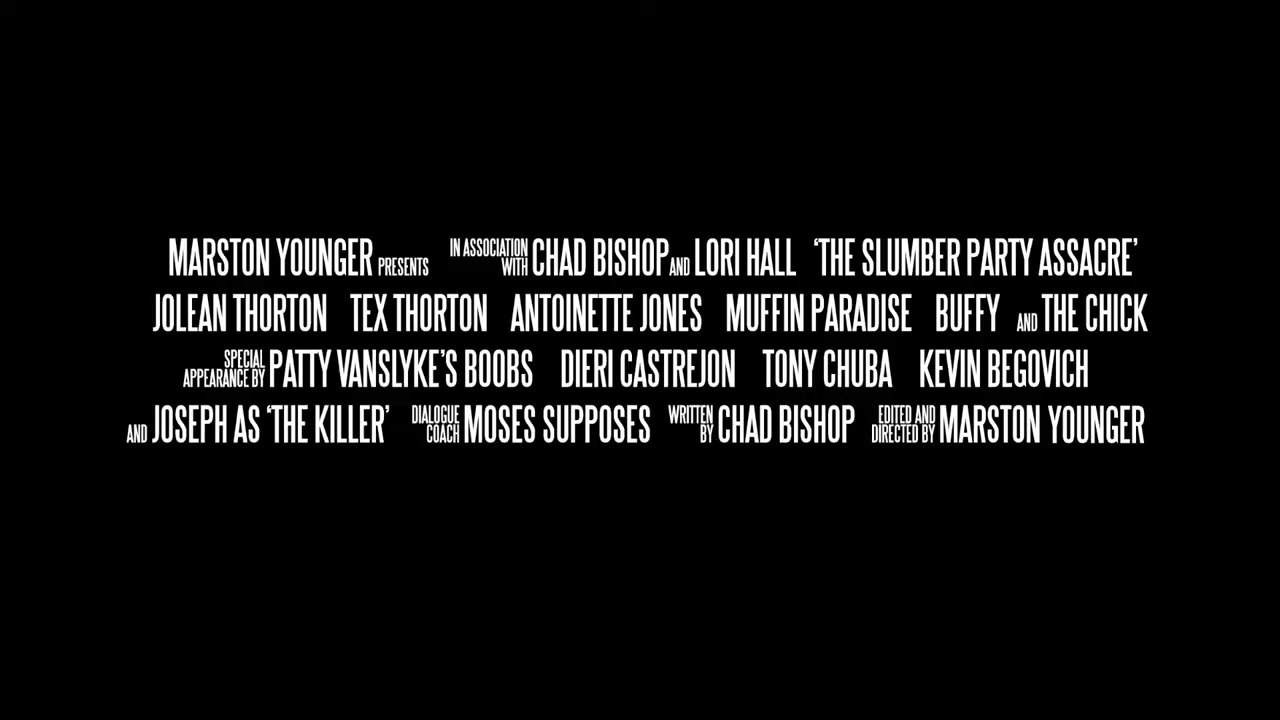 MARSTON YOUNGER PRESENTS IN ASSOCIATION WITH CHAD BISHOP AND LORI HALL ‘THE SLUMBER PARTY ASSACRE’
JOLEAN THORTON TEX THORTON ANTOINETTE JONES MUFFIN PARADISE BUFFY AND THE CHICK
SPECIAL APPEARANCE BY PATTY VANSLYKE’S BOOBS DIERI CASTREJON TONY CHUBA KEVIN BEGOVICH
AND JOSEPH AS ‘THE KILLER’ DIALOGUE COACH MOSES SUPPOSES WRITTEN BY CHAD BISHOP EDITED AND DIRECTED BY MARSTON YOUNGER